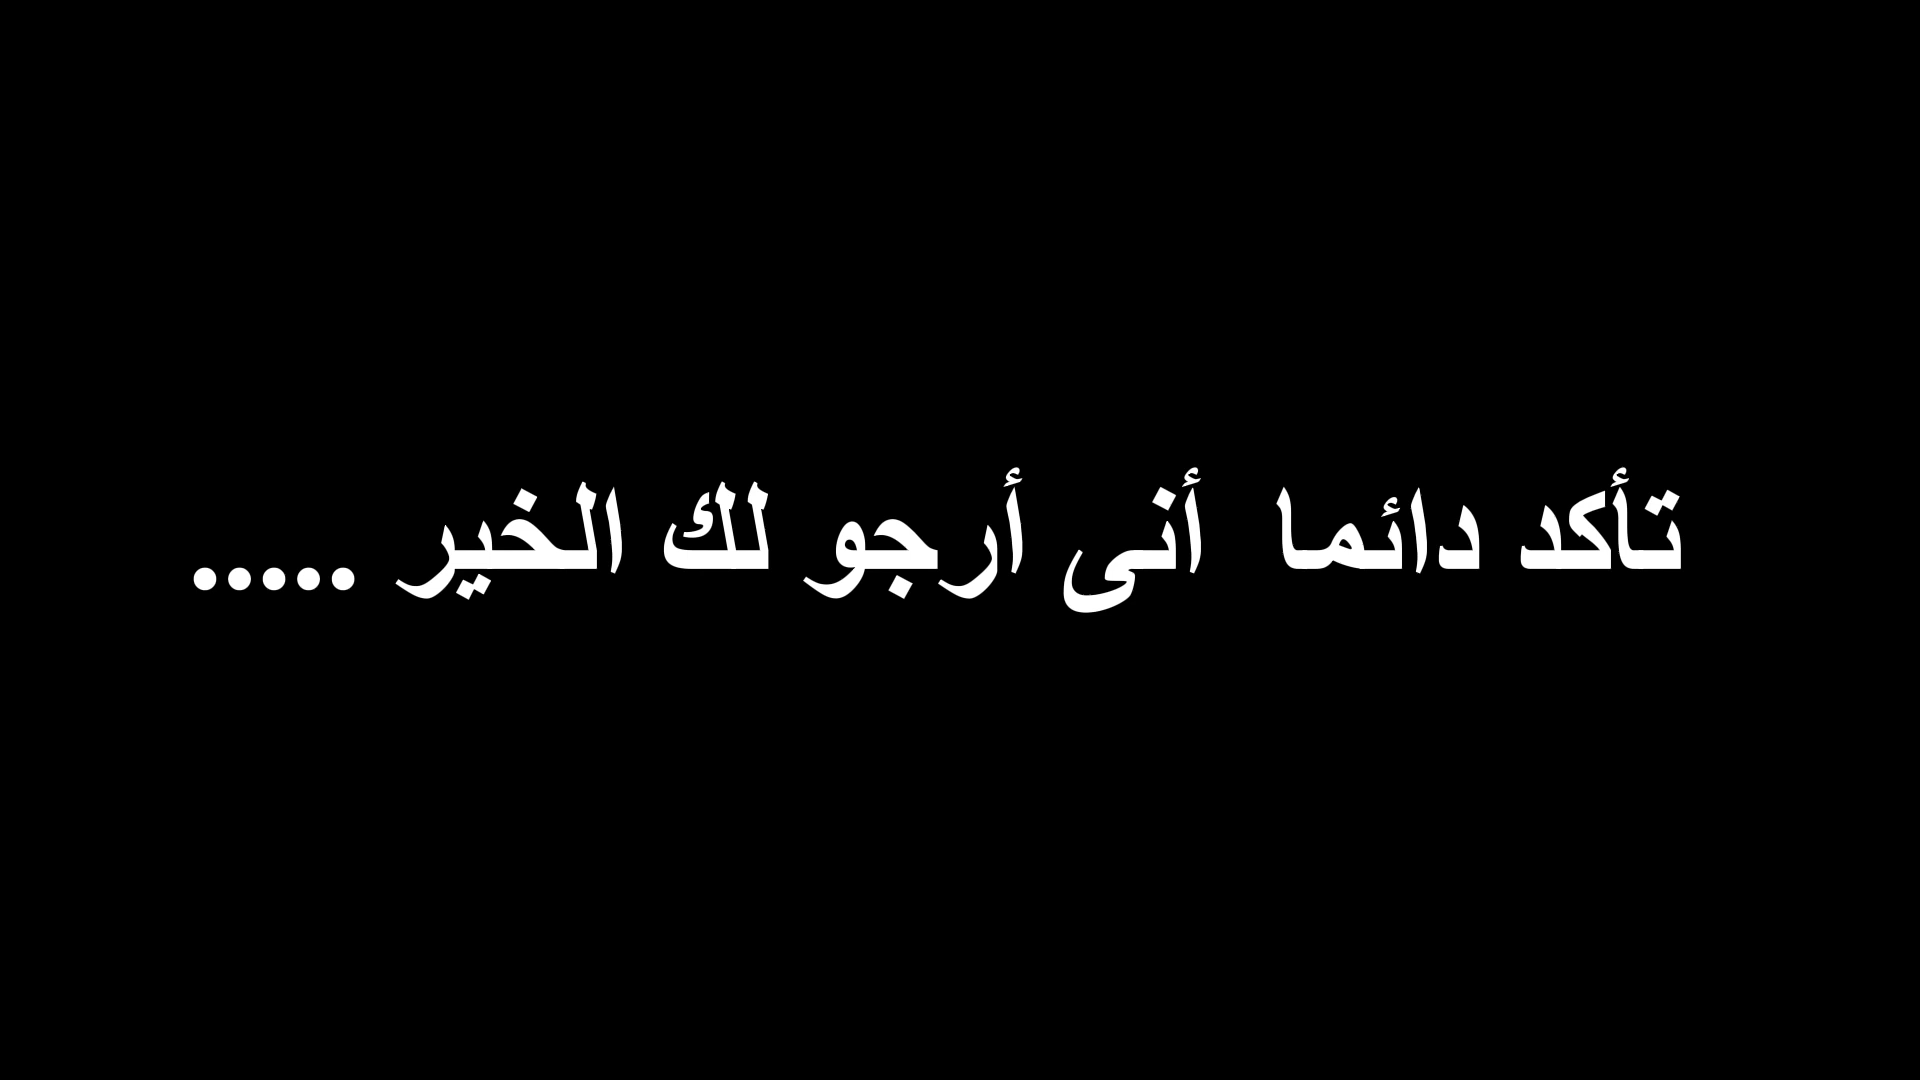 تأكد دائما  أنى أرجو لك الخير .....